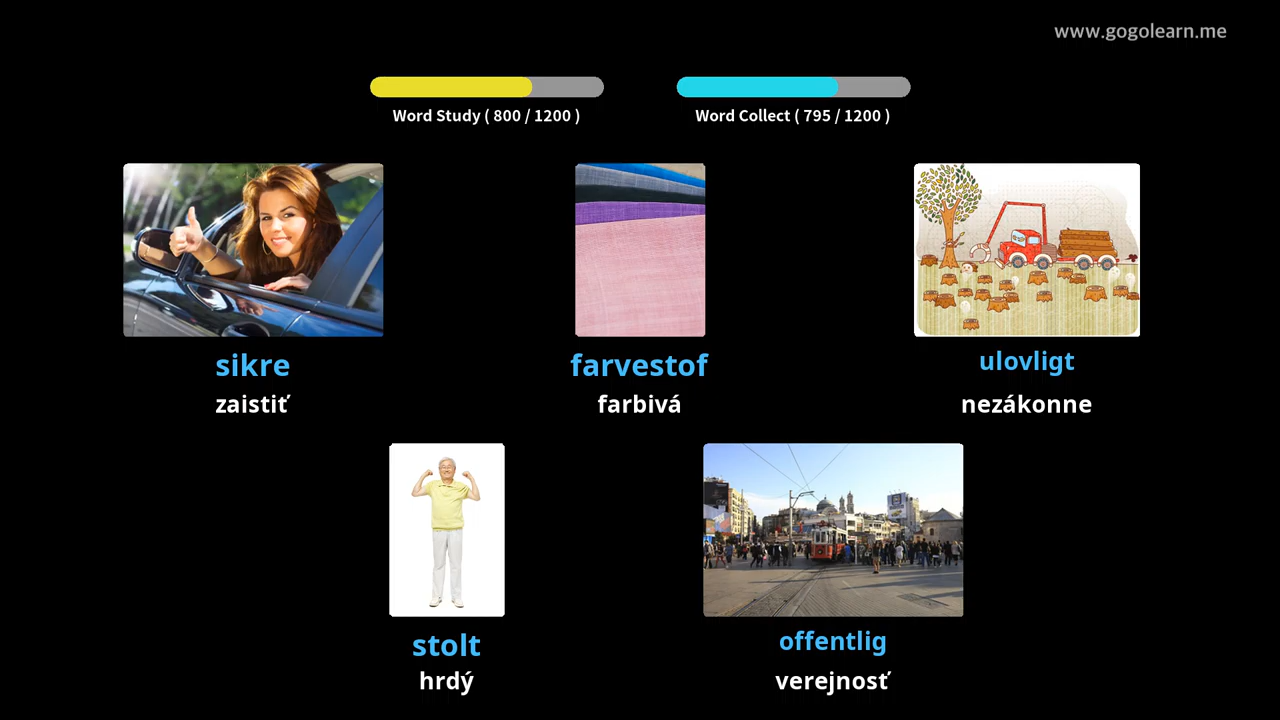 www.gogolearn.me
Word Study ( 800 / 1200 )
Word Collect ( 795 / 1200 )
sikre
zaistiť
farvestof
farbivá
ulovligt
nezákonne
stolt
hrdý
offentlig
verejnosť